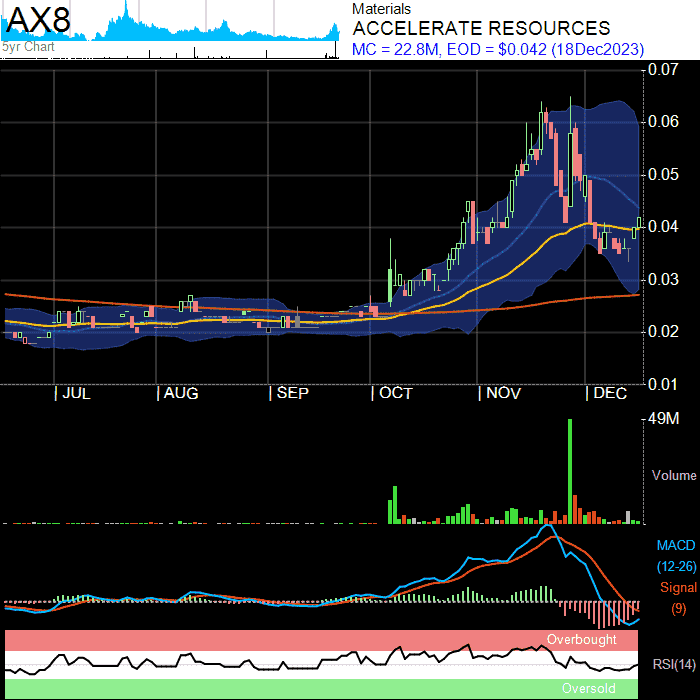 AX8
5yr Chart
Materials
ACCELERATE RESOURCES
MC = 22.8M, EOD = $0.042 (18Dec2023)
0.07
0.06
0.05
0.04
0.03
0.02
0.01
JUL AUG SEP OCT NOV DEC
49M
Volume
MACD
(12-26)
Signal
(9)
Overbought
RSI(14)
Oversold